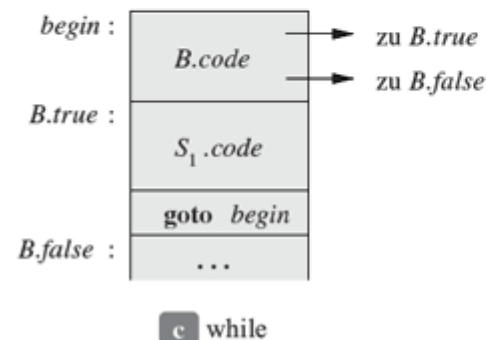 begin :
B.code
zu B.true
zu B.false
B.true :
S1 .code
goto begin
B.false :
...
c while